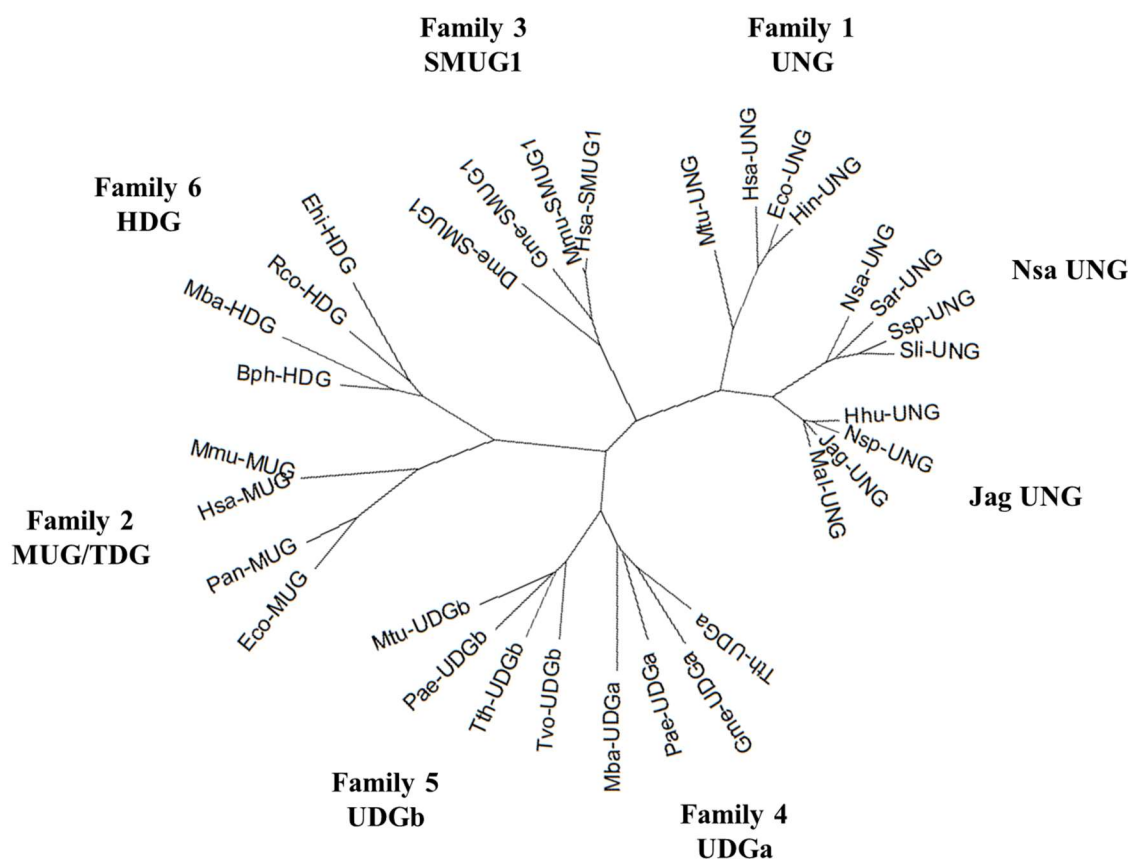 Family 3
SMUG1
Family 1
UNG
Family 6
HDG
Nsa UNG
Jag UNG
Family 2
MUG/TDG
Family 5
UDGb
Family 4
UDGa
Ehi-HDG
Rco-HDG
Mba-HDG
Bph-HDG
Dme-SMUG1
Gme-SMUG1
Mmu-SMUG1
Hsa-SMUG1
Mtu-UNG
Hsa-UNG
Eco-UNG
Hin-UNG
Nsa-UNG
Sar-UNG
Ssp-UNG
Sli-UNG
Hhu-UNG
Nsp-UNG
Jag-UNG
Mal-UNG
Tth-UDGa
Gme-UDGa
Pae-UDGa
Mba-UDGa
Tvo-UDGb
Tth-UDGb
Pae-UDGb
Mtu-UDGb
Eco-MUG
Pan-MUG
Hsa-MUG
Mmu-MUG